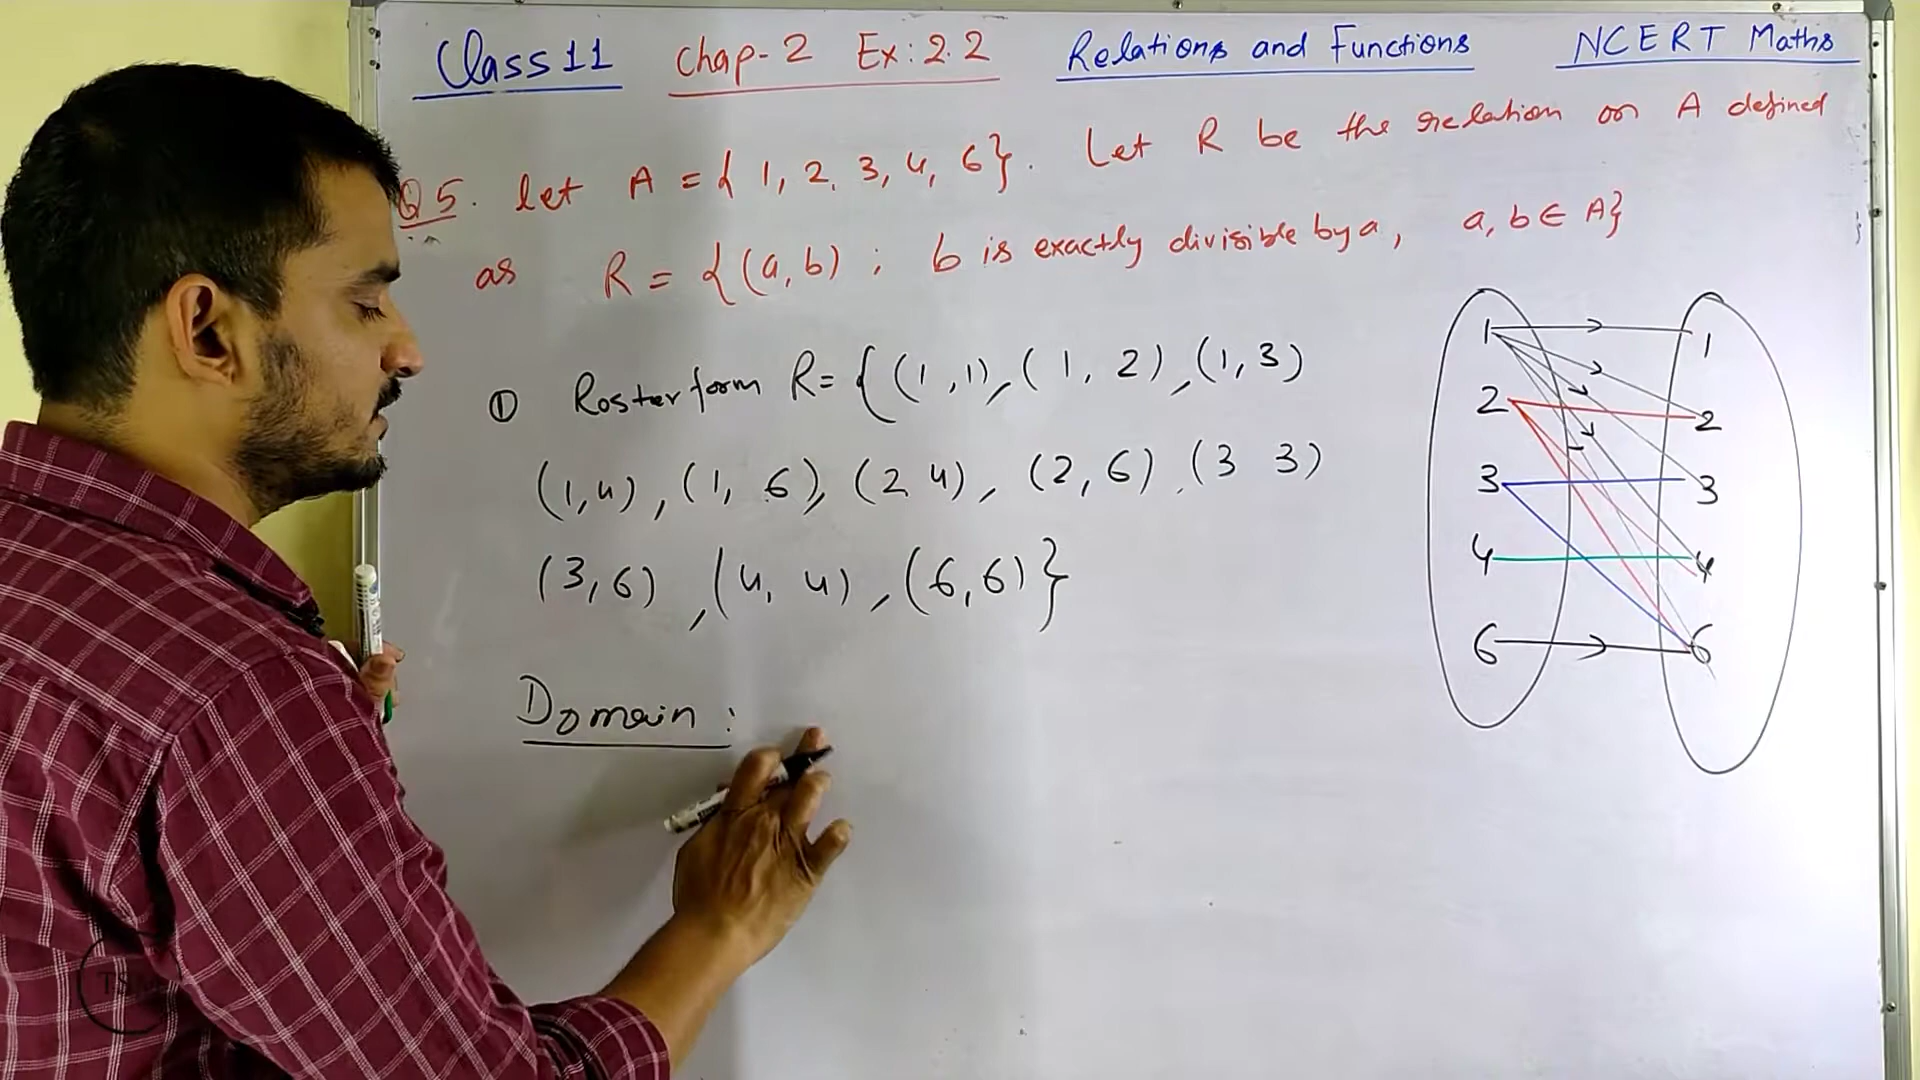 Class 11 Chap-2 Ex: 2.2 Relations and Functions NCERT Maths
Q5. let A = { 1, 2, 3, 4, 6}. Let R be the relation on A defined
as R = {(a, b) ; b is exactly divisible by a, a, b ∈ A}
① Roster form R= {(1,1), (1, 2), (1, 3)
(1,4), (1, 6), (2 4), (2, 6) (3 3)
(3,6), (4, 4), (6,6)}
Domain :
1 1
2 2
3 3
4 4
6 6
TSM